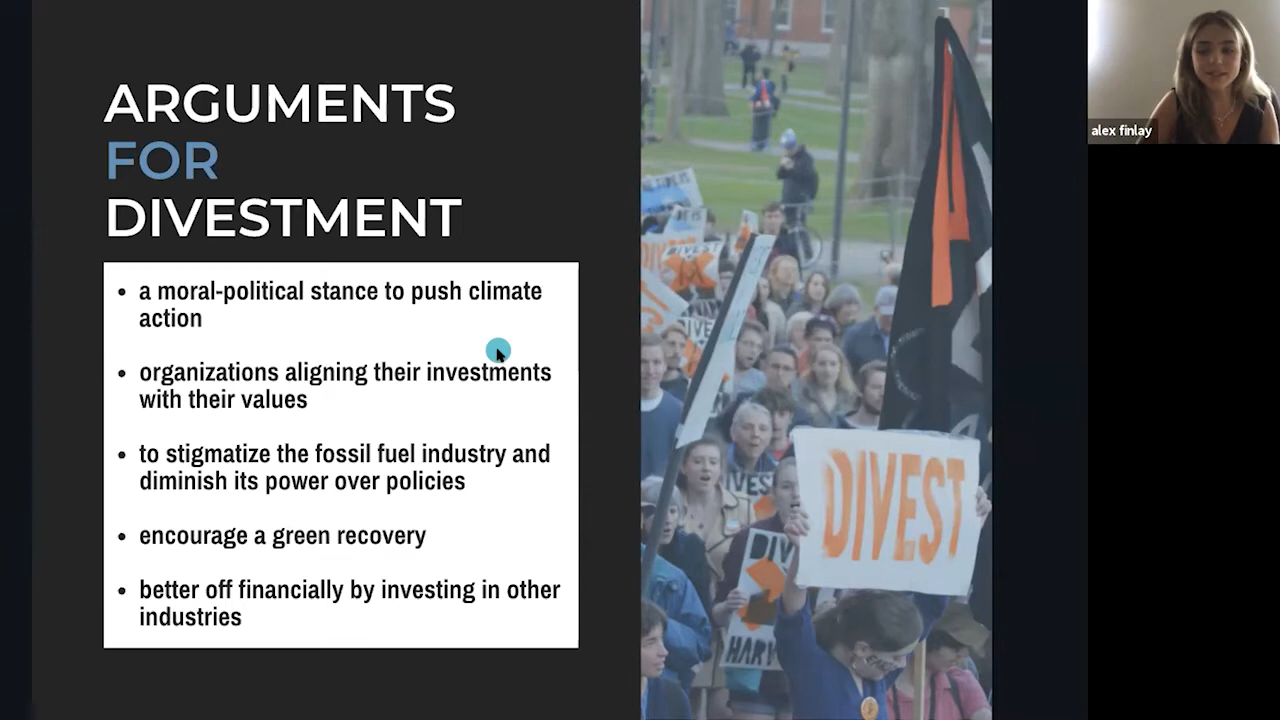 ARGUMENTS
FOR
DIVESTMENT
• a moral-political stance to push climate
action
• organizations aligning their investments
with their values
• to stigmatize the fossil fuel industry and
diminish its power over policies
• encourage a green recovery
• better off financially by investing in other
industries
DIVEST
DIVEST
HARV
alex finlay